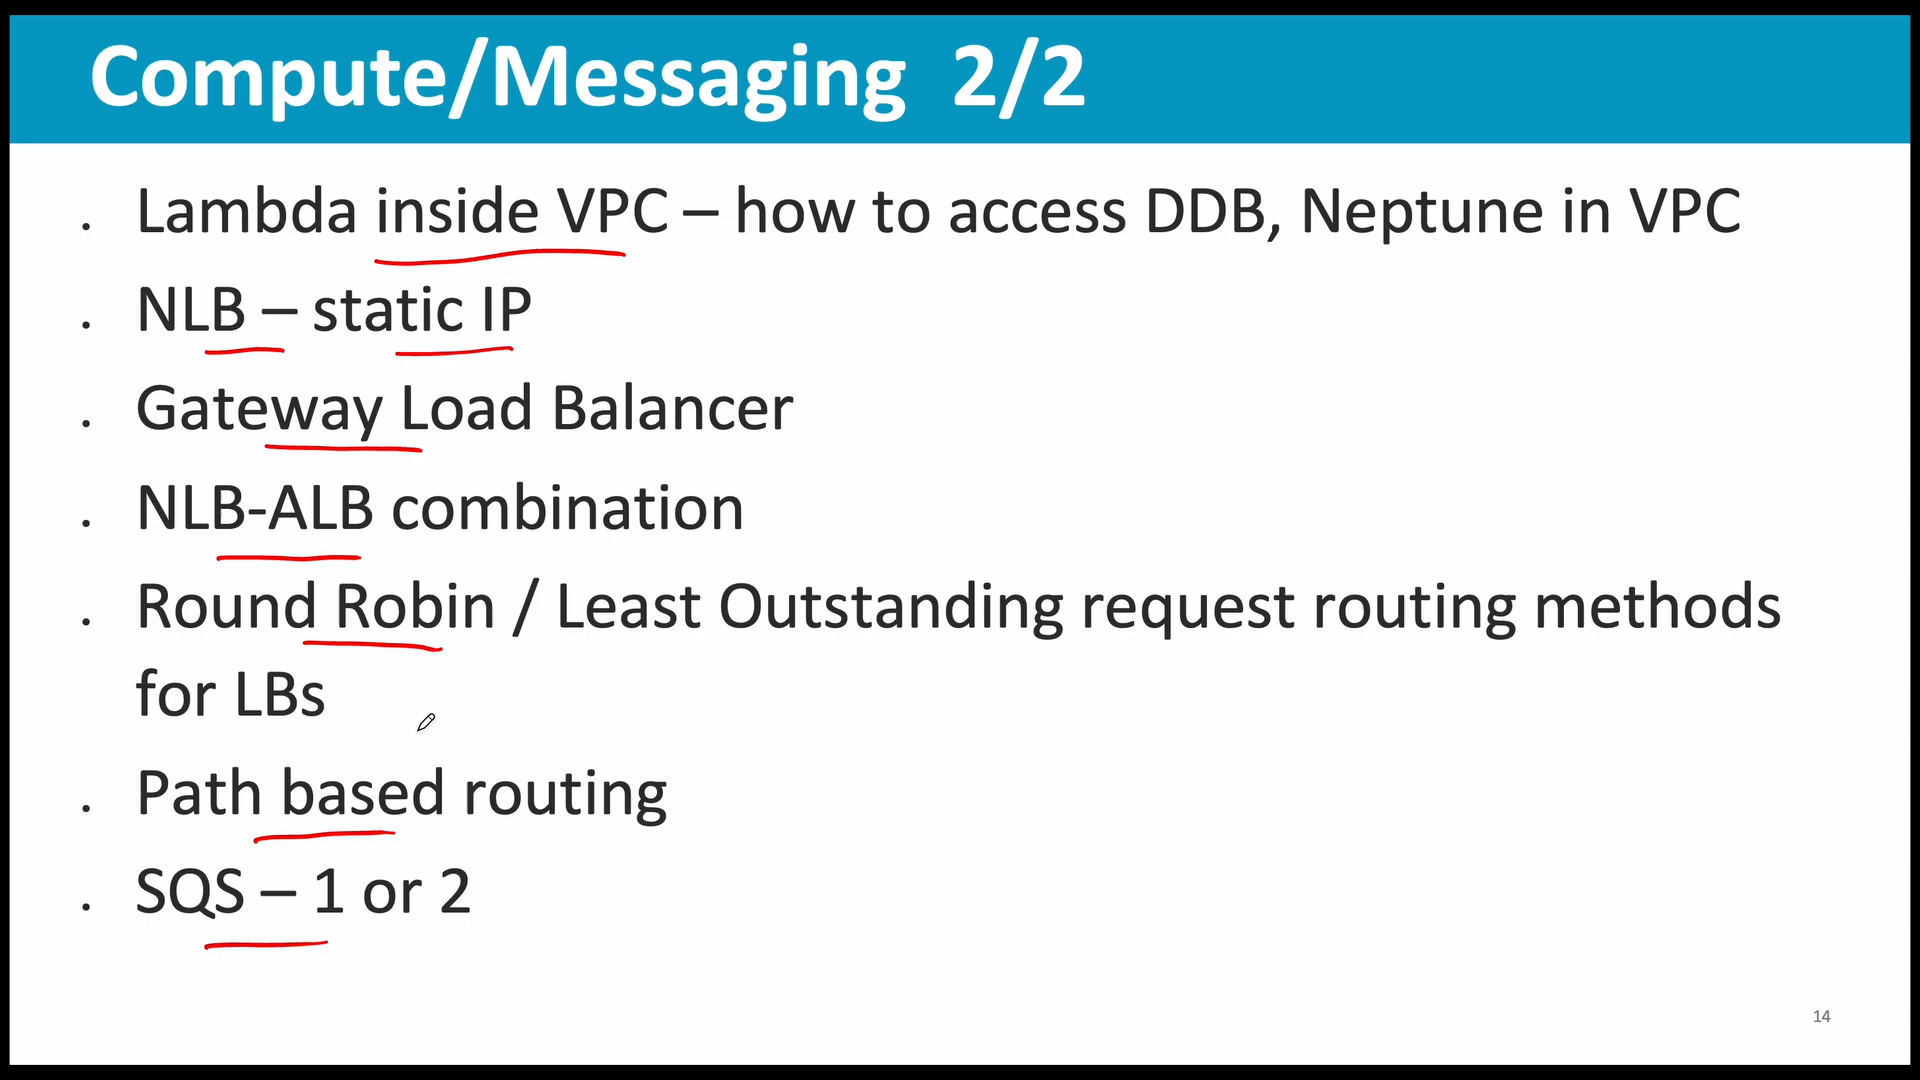 Compute/Messaging 2/2
. Lambda inside VPC – how to access DDB, Neptune in VPC
. NLB – static IP
. Gateway Load Balancer
. NLB-ALB combination
. Round Robin / Least Outstanding request routing methods
for LBs
. Path based routing
. SQS – 1 or 2
14